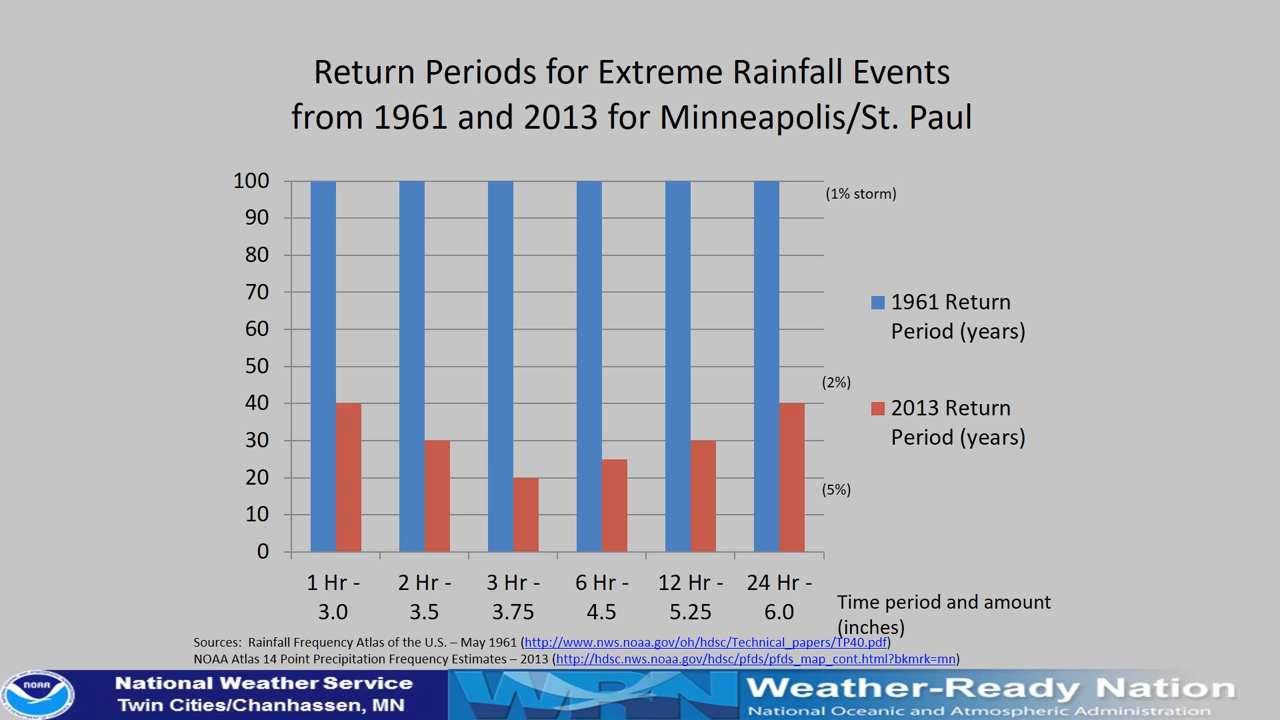 Return Periods for Extreme Rainfall Events
from 1961 and 2013 for Minneapolis/St. Paul
100
90
80
70
60
50
40
30
20
10
0
(1% storm)
(2%)
(5%)
1961 Return
Period (years)
2013 Return
Period (years)
1 Hr - 2 Hr - 3 Hr - 6 Hr - 12 Hr - 24 Hr -
3.0 3.5 3.75 4.5 5.25 6.0
Time period and amount
(inches)
Sources: Rainfall Frequency Atlas of the U.S. – May 1961 (http://www.nws.noaa.gov/oh/hdsc/Technical_papers/TP40.pdf)
NOAA Atlas 14 Point Precipitation Frequency Estimates – 2013 (http://hdsc.nws.noaa.gov/hdsc/pfds/pfds_map_cont.html?bkmrk=mn)
NOAA
National Weather Service
Twin Cities/Chanhassen, MN
WRN
Weather-Ready Nation
National Oceanic and Atmospheric Administration